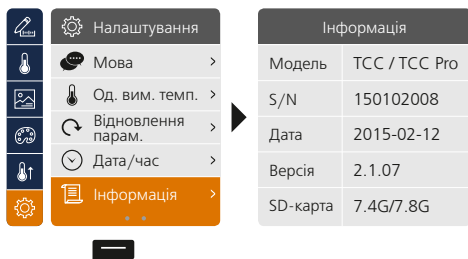 Налаштування
Мова
Од. вим. темп.
Відновлення
парам.
Дата/час
Інформація
Інформація
Модель TCC / TCC Pro
S/N 150102008
Дата 2015-02-12
Версія 2.1.07
SD-карта 7.4G/7.8G